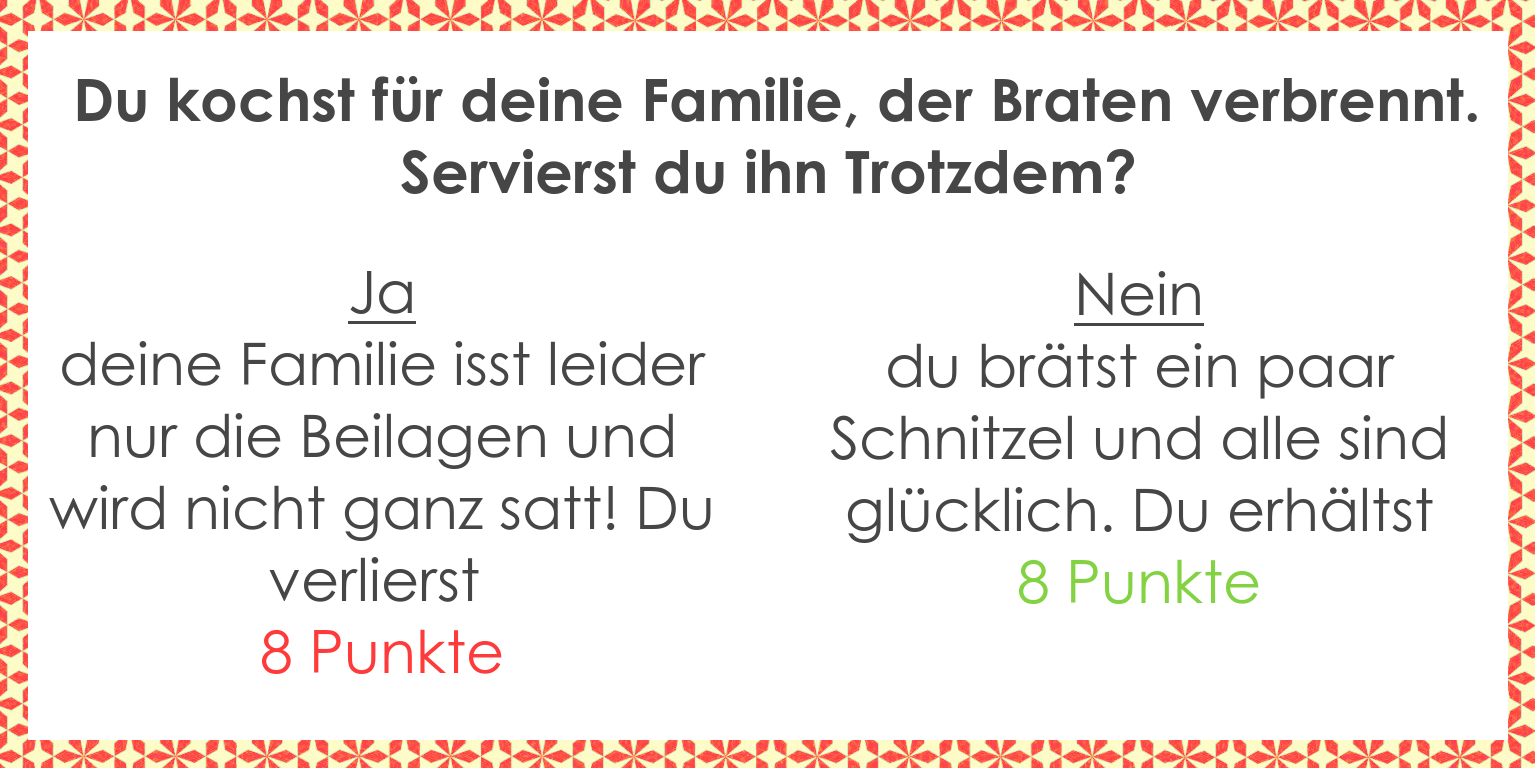 Du kochst für deine Familie, der Braten verbrennt.
Servierst du ihn Trotzdem?
Ja
deine Familie isst leider
nur die Beilagen und
wird nicht ganz satt! Du
verlierst
8 Punkte
Nein
du brätst ein paar
Schnitzel und alle sind
glücklich. Du erhältst
8 Punkte